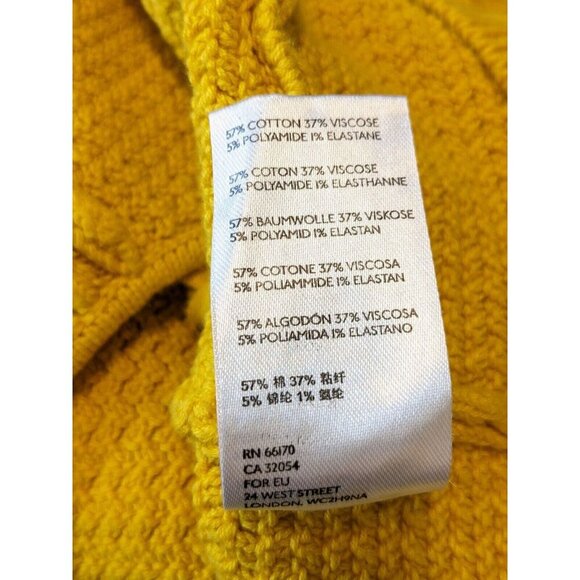 57% COTTON 37% VISCOSE
5% POLYAMIDE 1% ELASTANE
57% COTON 37% VISCOSE
5% POLYAMIDE 1% ELASTHANNE
57% BAUMWOLLE 37% VISKOSE
5% POLYAMID 1% ELASTAN
57% COTONE 37% VISCOSA
5% POLIAMMIDE 1% ELASTAN
57% ALGODÓN 37% VISCOSA
5% POLIAMIDA 1% ELASTANO
57% 棉 37% 粘纤
5% 锦纶 1% 氨纶
RN 66170
CA 32054
FOR EU
24 WEST STREET
LONDON, WC2H9NA